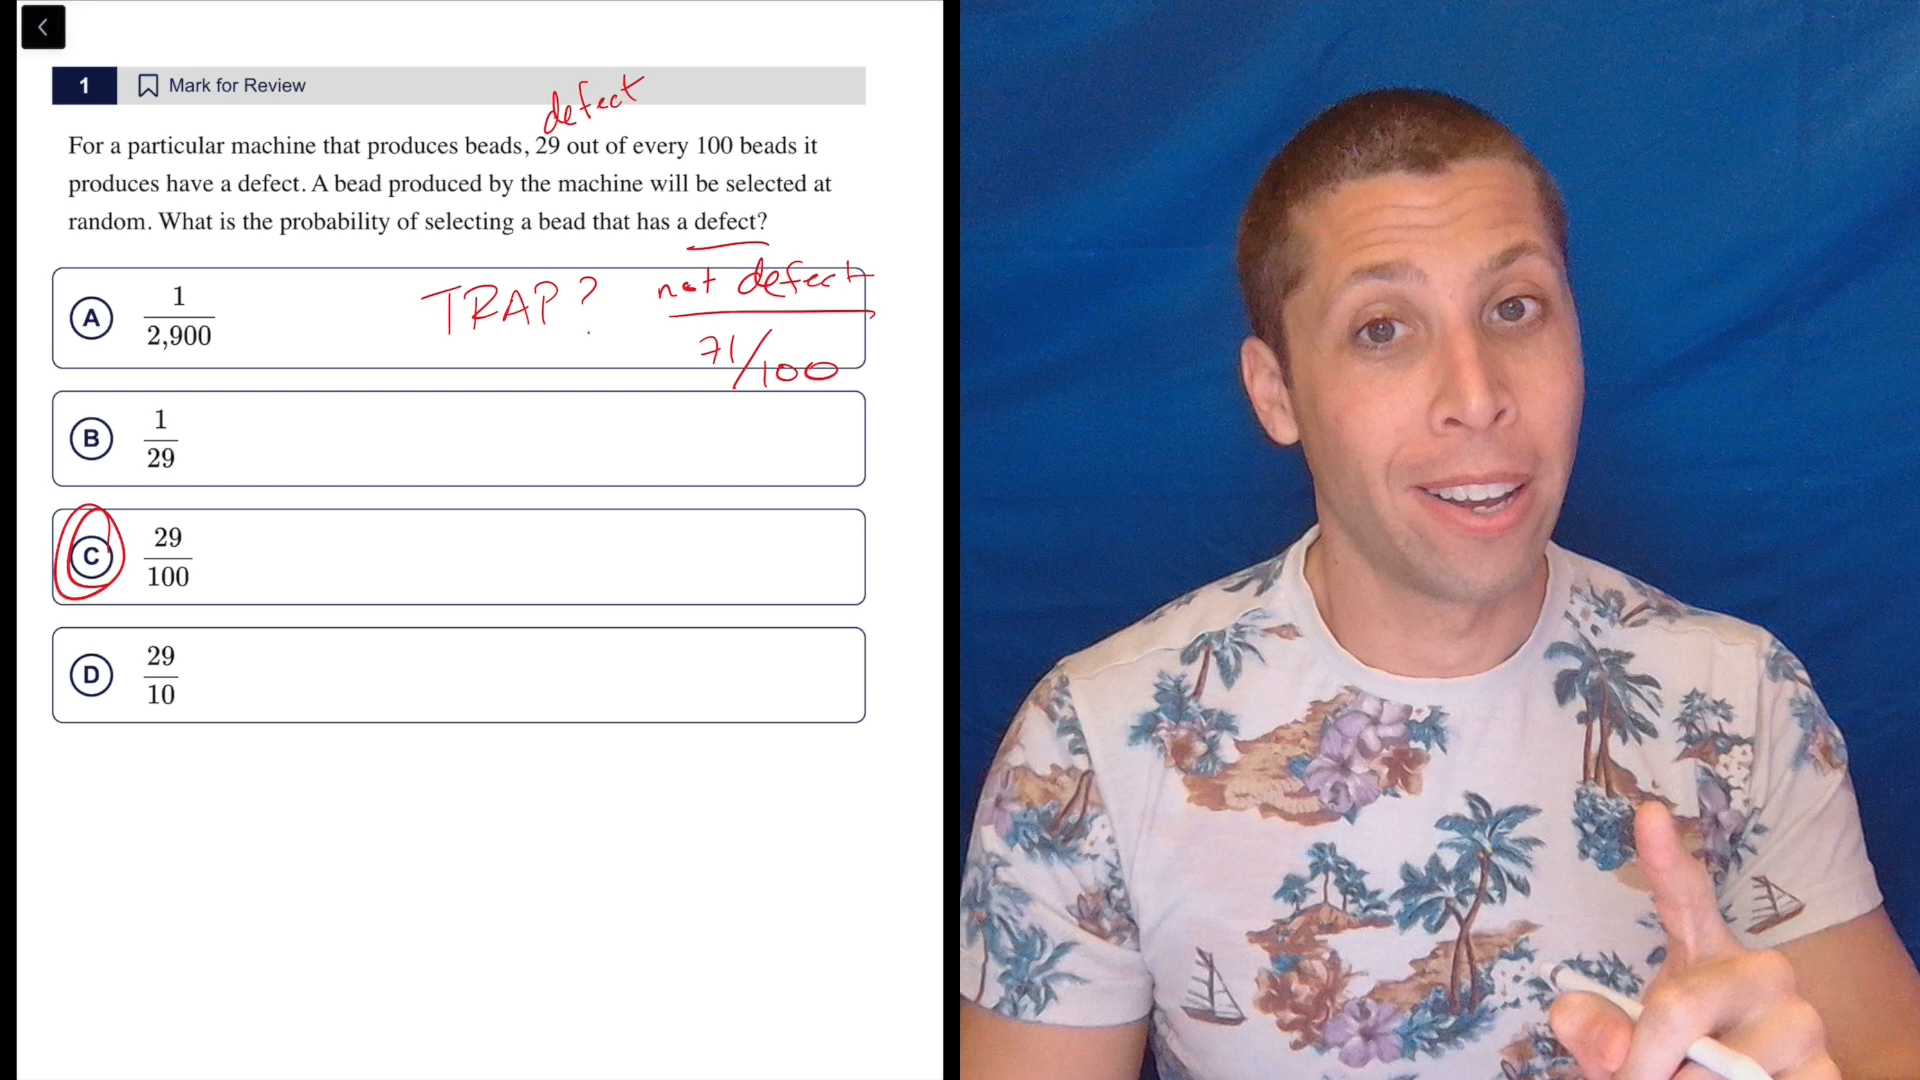 1 Mark for Review
defect
For a particular machine that produces beads, 29 out of every 100 beads it
produces have a defect. A bead produced by the machine will be selected at
random. What is the probability of selecting a bead that has a defect?
A 1/2,900
TRAP? not defect
71/100
B 1/29
C 29/100
D 29/10